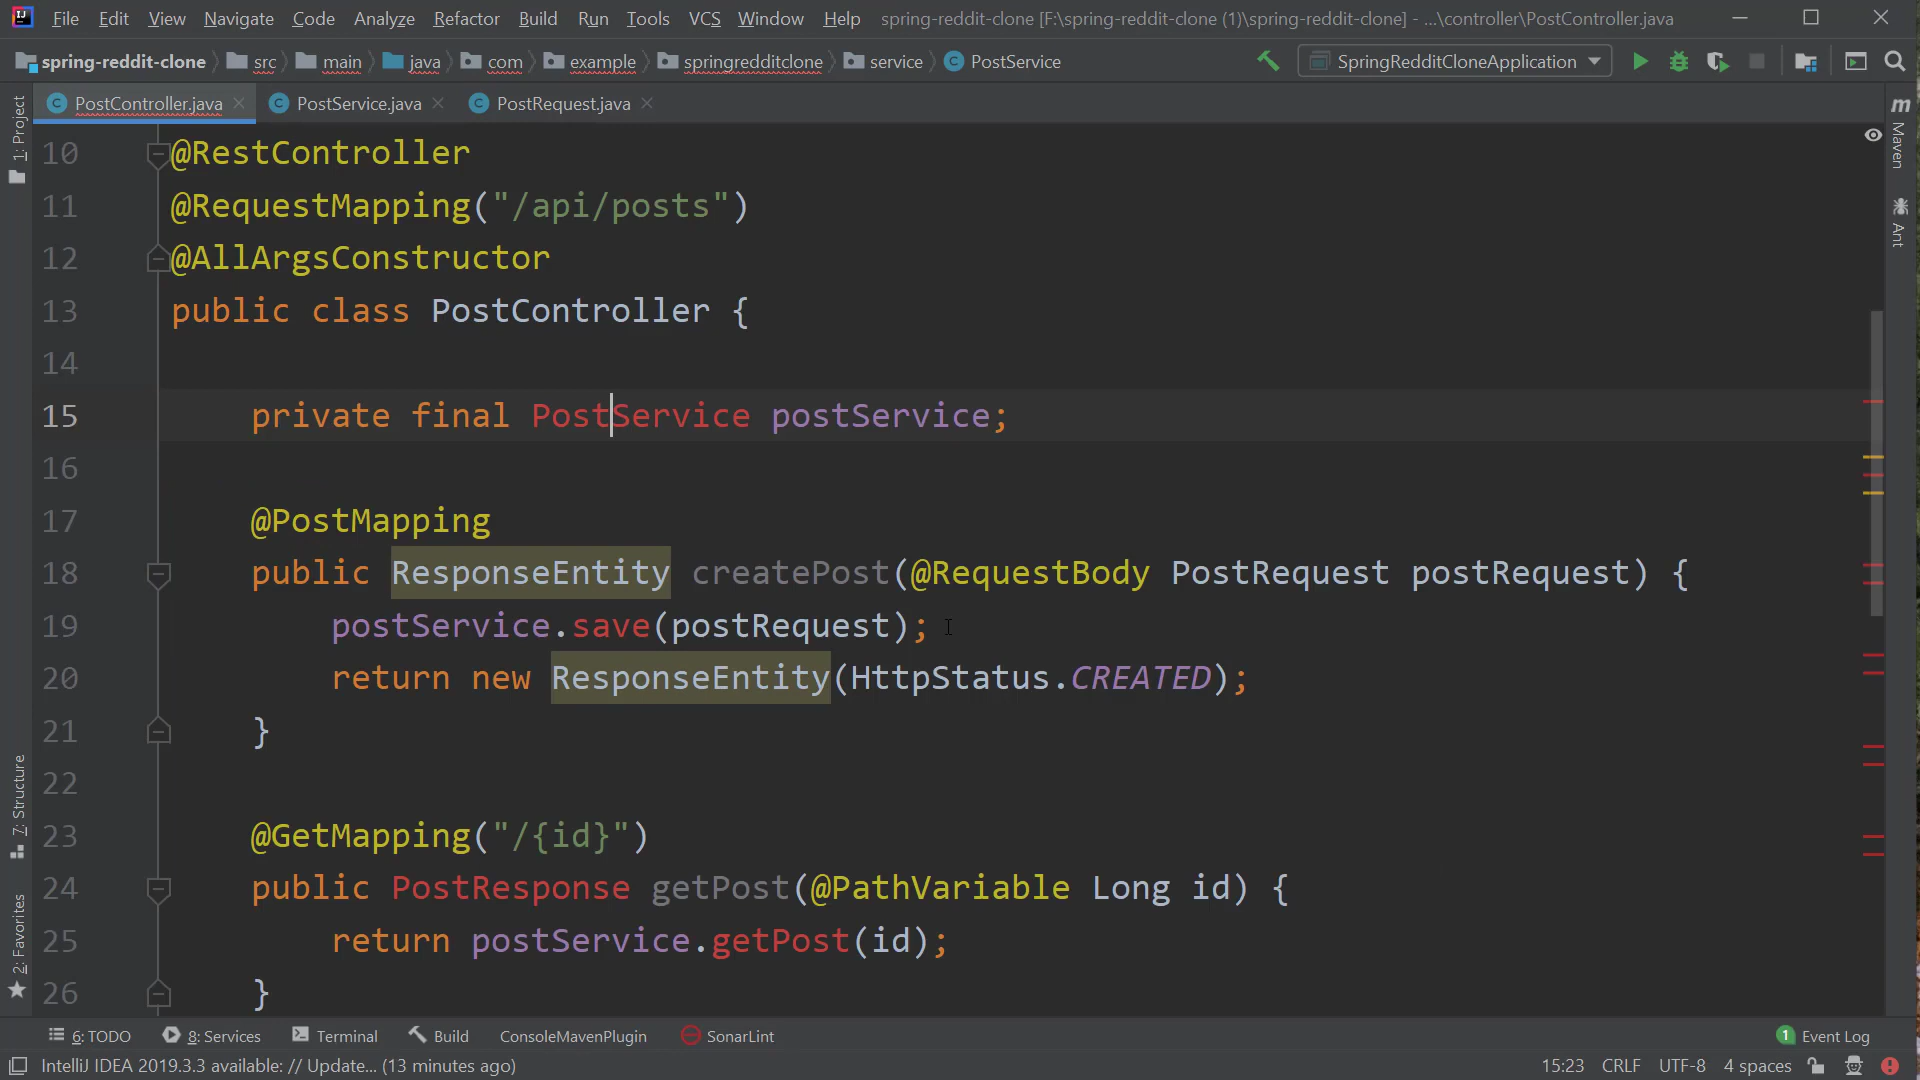 File Edit View Navigate Code Analyze Refactor Build Run Tools VCS Window Help spring-reddit-clone [F:\spring-reddit-clone (1)\spring-reddit-clone] - ...\controller\PostController.java
spring-reddit-clone src main java com example springredditclone service PostService SpringRedditCloneApplication
PostController.java PostService.java PostRequest.java
1: Project
7: Structure
2: Favorites
Maven
Ant
10 @RestController
11 @RequestMapping("/api/posts")
12 @AllArgsConstructor
13 public class PostController {
14
15 private final PostService postService;
16
17 @PostMapping
18 public ResponseEntity createPost(@RequestBody PostRequest postRequest) {
19 postService.save(postRequest);
20 return new ResponseEntity(HttpStatus.CREATED);
21 }
22
23 @GetMapping("/{id}")
24 public PostResponse getPost(@PathVariable Long id) {
25 return postService.getPost(id);
26 }
6: TODO 8: Services Terminal Build ConsoleMavenPlugin SonarLint 1 Event Log
IntelliJ IDEA 2019.3.3 available: // Update... (13 minutes ago) 15:23 CRLF UTF-8 4 spaces